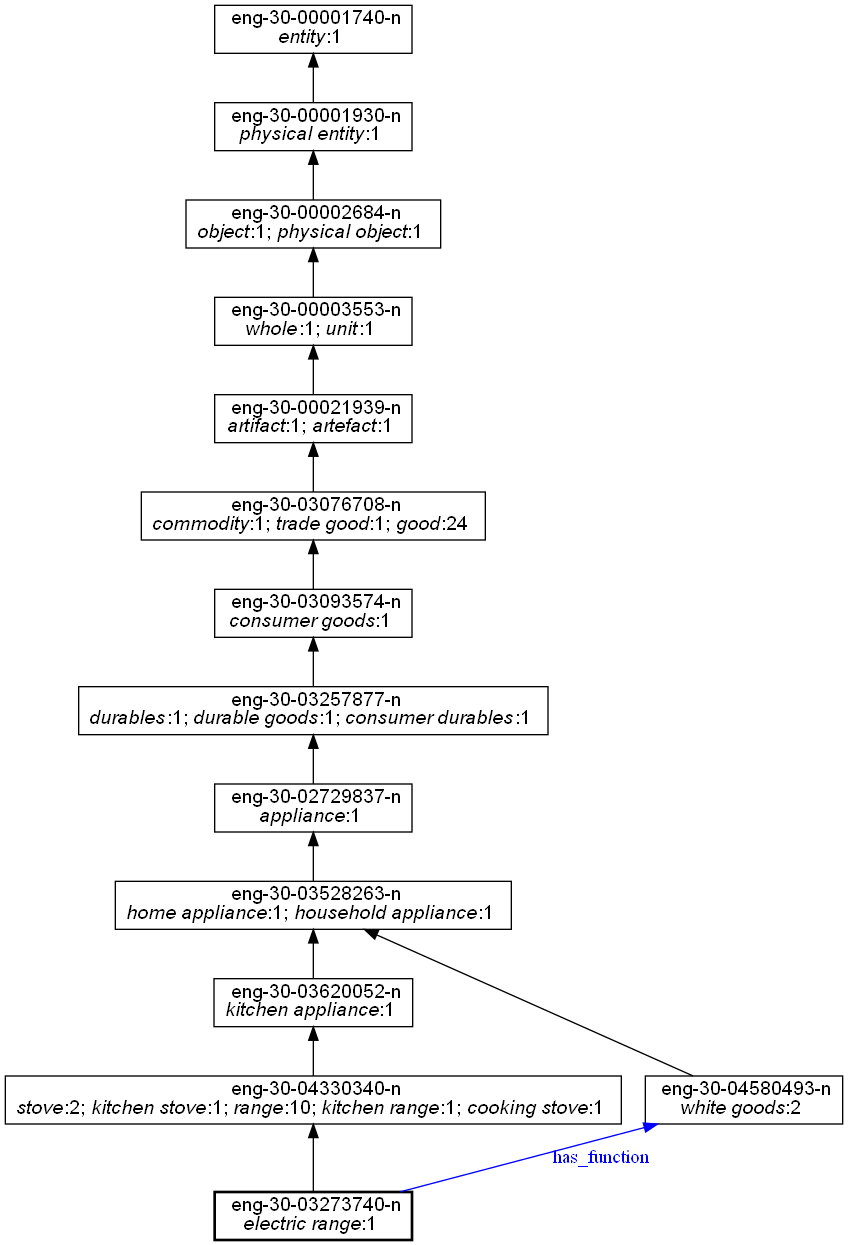 eng-30-00001740-n
entity:1
eng-30-00001930-n
physical entity:1
eng-30-00002684-n
object:1; physical object:1
eng-30-00003553-n
whole:1; unit:1
eng-30-00021939-n
artifact:1; artefact:1
eng-30-03076708-n
commodity:1; trade good:1; good:24
eng-30-03093574-n
consumer goods:1
eng-30-03257877-n
durables:1; durable goods:1; consumer durables:1
eng-30-02729837-n
appliance:1
eng-30-03528263-n
home appliance:1; household appliance:1
eng-30-03620052-n
kitchen appliance:1
eng-30-04330340-n
stove:2; kitchen stove:1; range:10; kitchen range:1; cooking stove:1
eng-30-04580493-n
white goods:2
has_function
eng-30-03273740-n
electric range:1